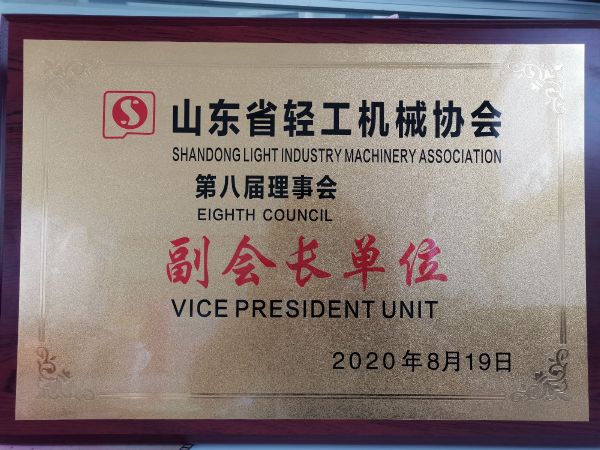 山东省轻工机械协会
SHANDONG LIGHT INDUSTRY MACHINERY ASSOCIATION
第八届理事会
EIGHTH COUNCIL
副会长单位
VICE PRESIDENT UNIT
2020年8月19日